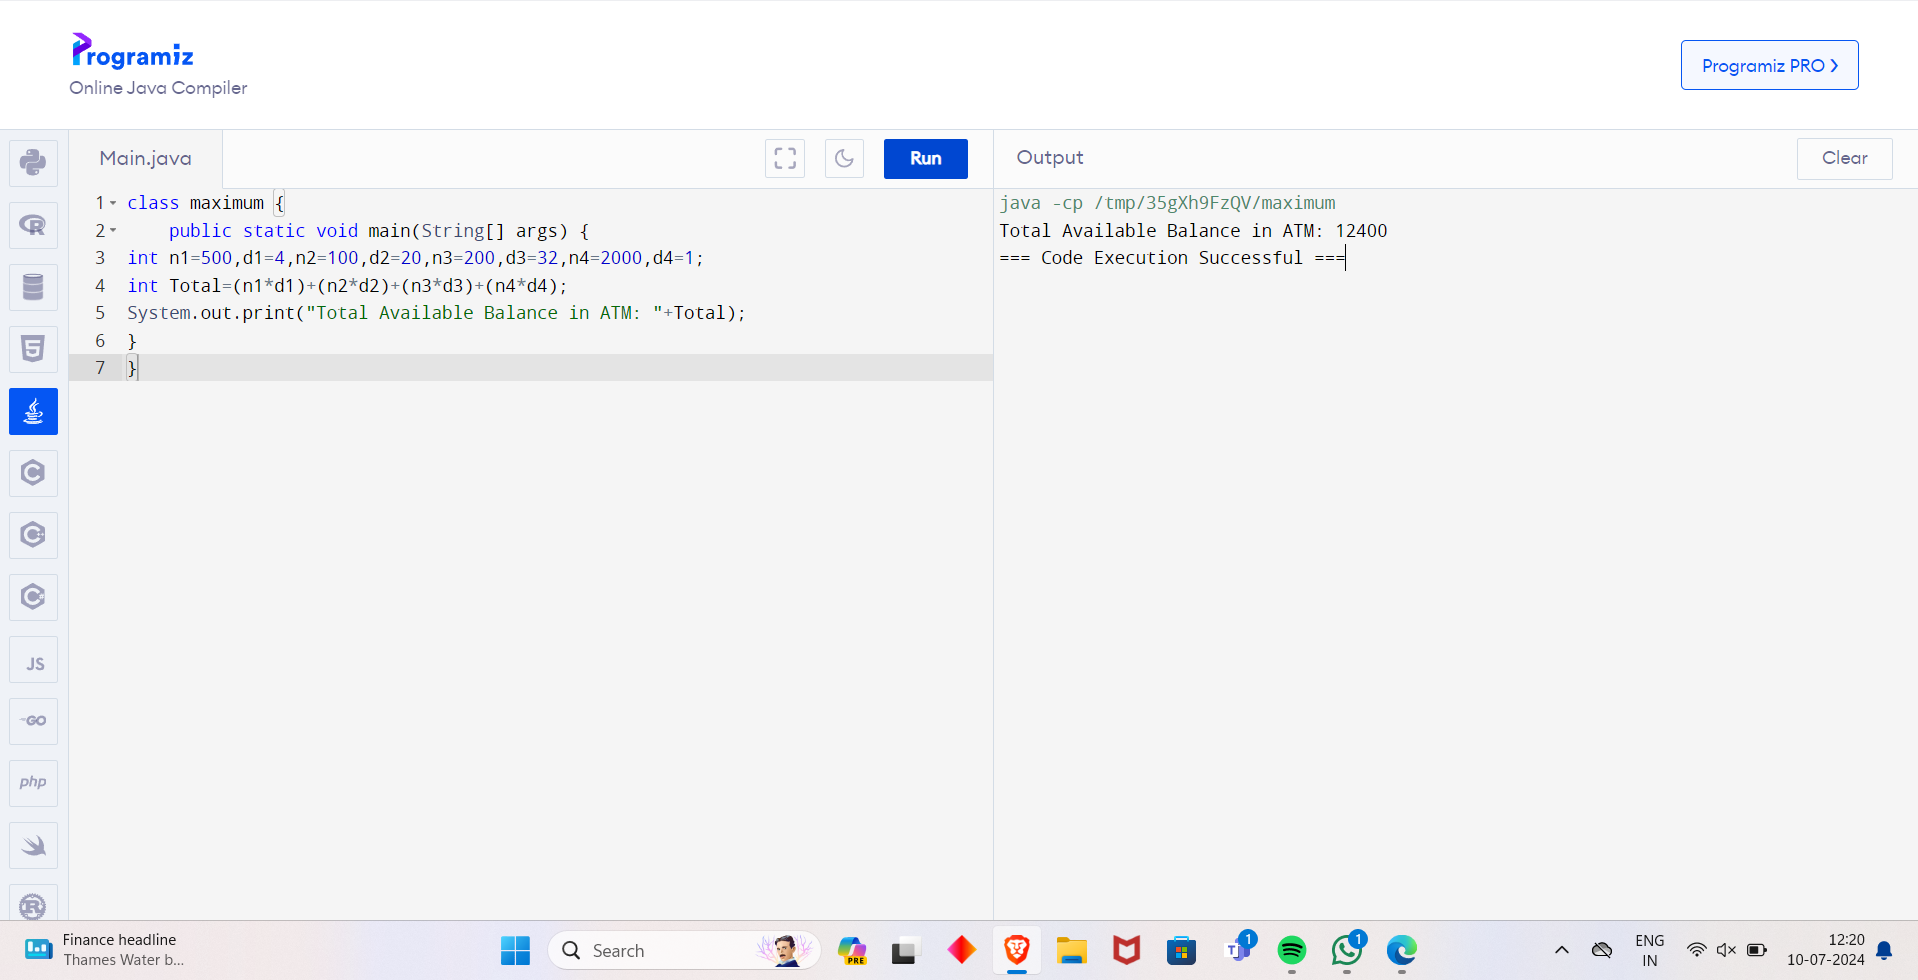 Programiz
Online Java Compiler
Programiz PRO
Main.java
Run
Output
Clear
1 class maximum {
2     public static void main(String[] args) {
3 int n1=500,d1=4,n2=100,d2=20,n3=200,d3=32,n4=2000,d4=1;
4 int Total=(n1*d1)+(n2*d2)+(n3*d3)+(n4*d4);
5 System.out.print("Total Available Balance in ATM: "+Total);
6 }
7 }
java -cp /tmp/35gXh9FzQV/maximum
Total Available Balance in ATM: 12400
=== Code Execution Successful ===
R
5
C
C
C
JS
GO
php
R
Finance headline
Thames Water b...
Search
PRE
T 1
1
ENG
IN
12:20
10-07-2024